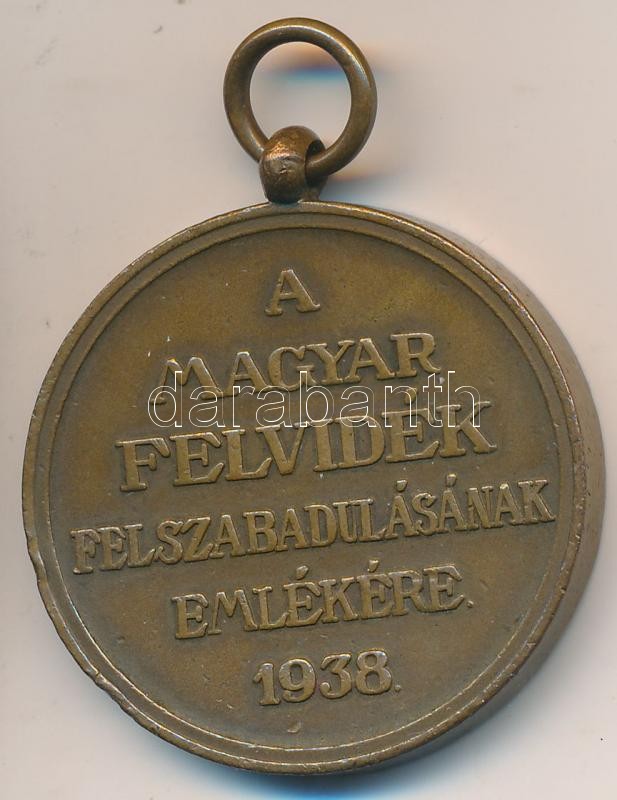 A
MAGYAR
darabanth.
FELVIDÉK
FELSZABADULÁSÁNAK
EMLÉKÉRE.
1938.